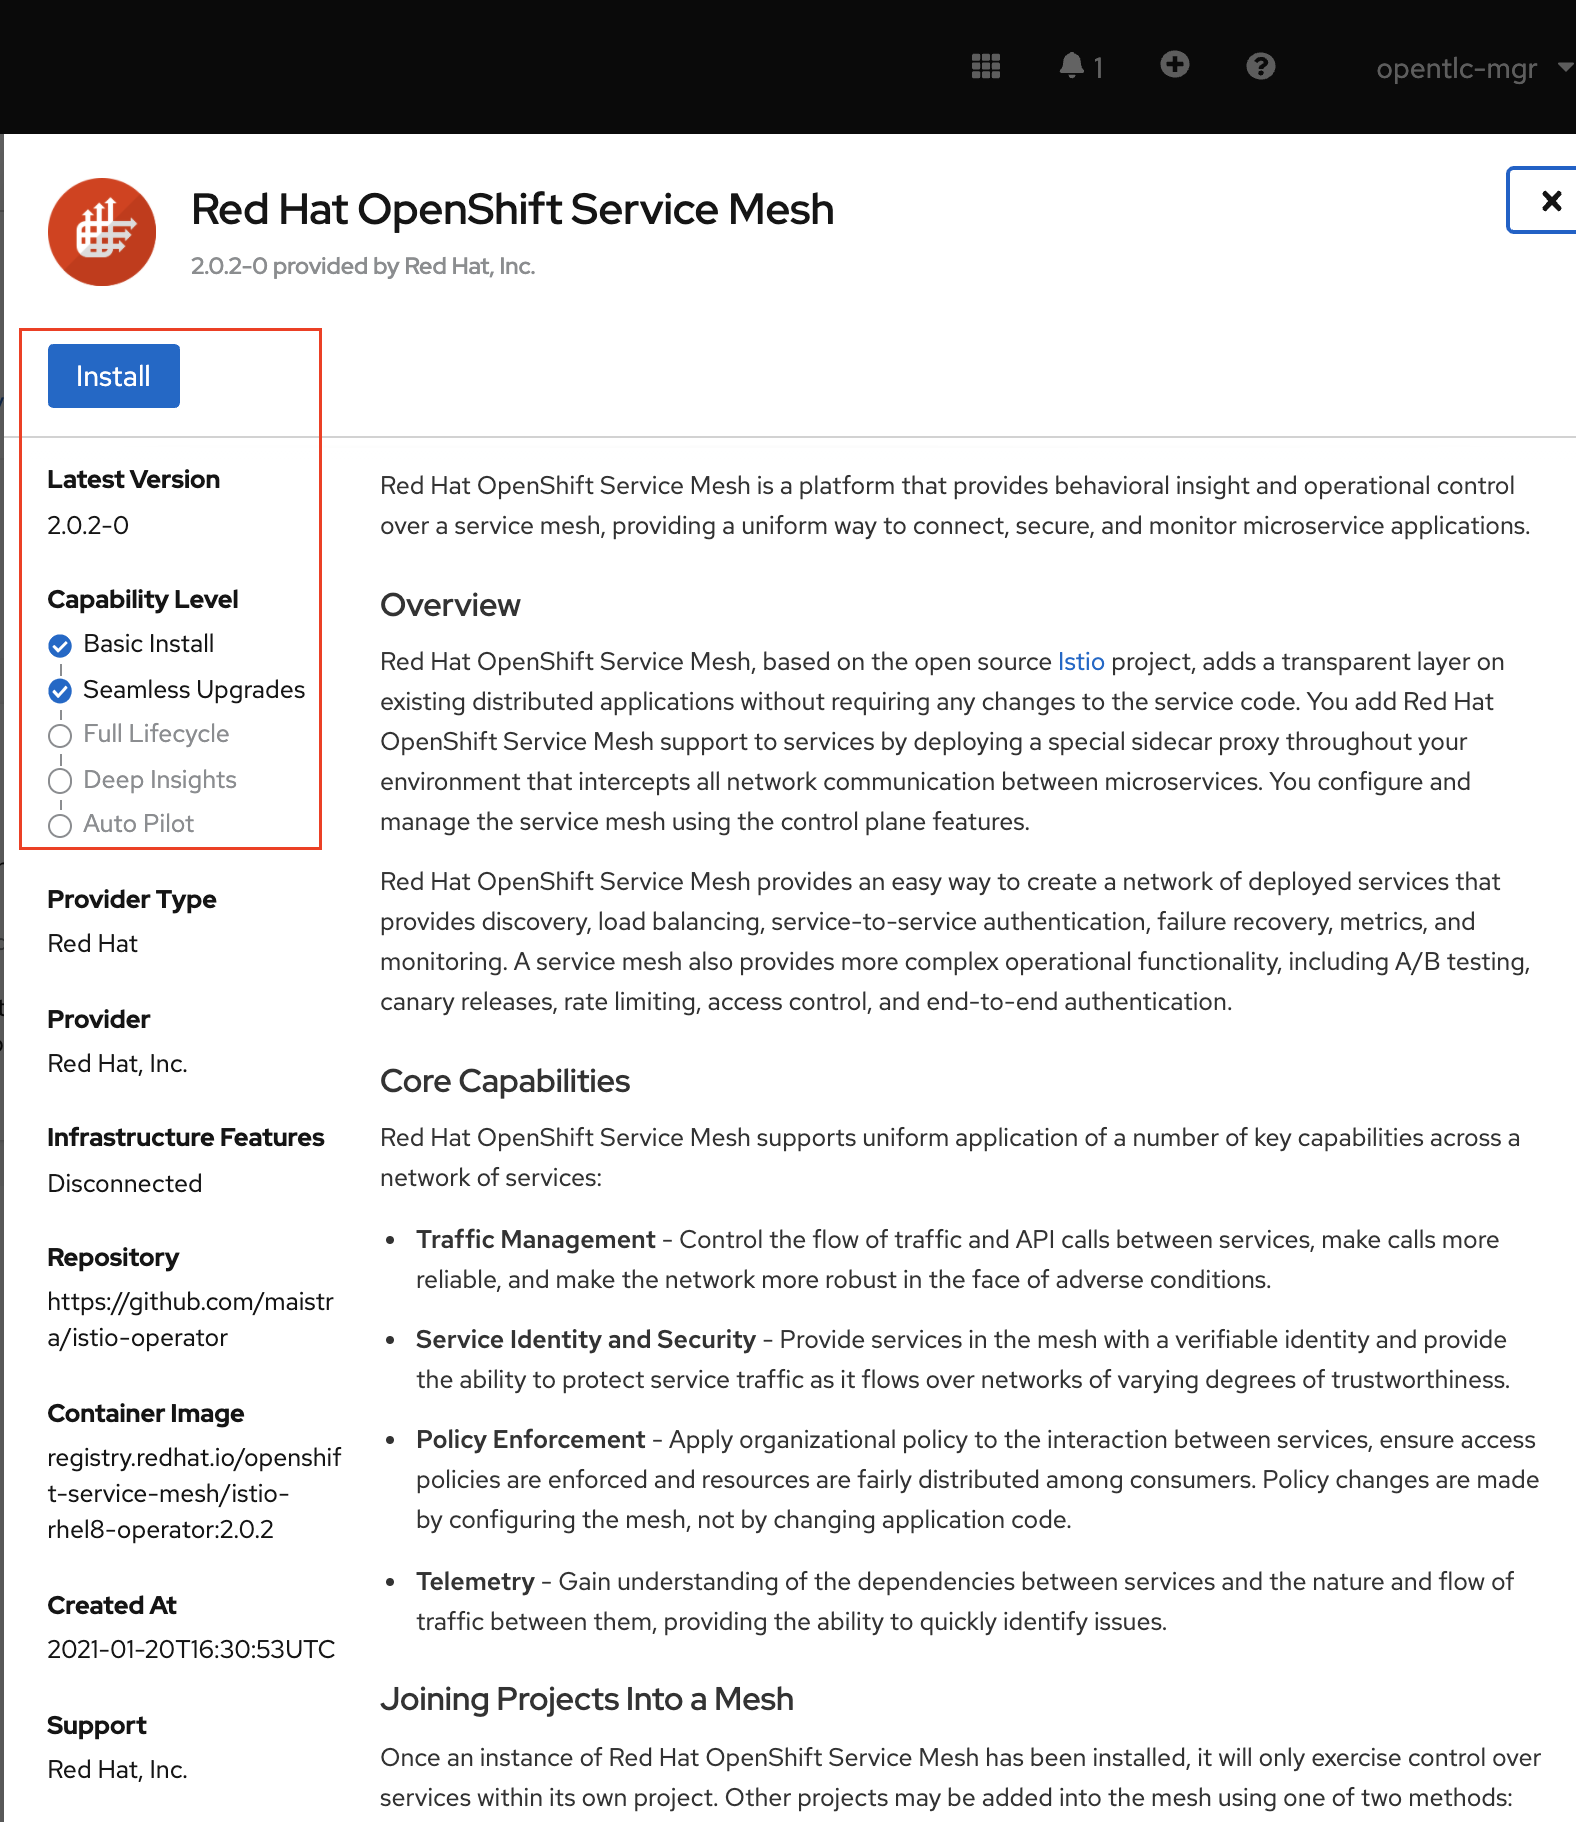 1
opentlc-mgr
Red Hat OpenShift Service Mesh
2.0.2-0 provided by Red Hat, Inc.
Install
Latest Version
2.0.2-0
Capability Level
Basic Install
Seamless Upgrades
Full Lifecycle
Deep Insights
Auto Pilot
Provider Type
Red Hat
Provider
Red Hat, Inc.
Infrastructure Features
Disconnected
Repository
https://github.com/maistr
a/istio-operator
Container Image
registry.redhat.io/openshif
t-service-mesh/istio-
rhel8-operator:2.0.2
Created At
2021-01-20T16:30:53UTC
Support
Red Hat, Inc.
Red Hat OpenShift Service Mesh is a platform that provides behavioral insight and operational control
over a service mesh, providing a uniform way to connect, secure, and monitor microservice applications.
Overview
Red Hat OpenShift Service Mesh, based on the open source Istio project, adds a transparent layer on
existing distributed applications without requiring any changes to the service code. You add Red Hat
OpenShift Service Mesh support to services by deploying a special sidecar proxy throughout your
environment that intercepts all network communication between microservices. You configure and
manage the service mesh using the control plane features.
Red Hat OpenShift Service Mesh provides an easy way to create a network of deployed services that
provides discovery, load balancing, service-to-service authentication, failure recovery, metrics, and
monitoring. A service mesh also provides more complex operational functionality, including A/B testing,
canary releases, rate limiting, access control, and end-to-end authentication.
Core Capabilities
Red Hat OpenShift Service Mesh supports uniform application of a number of key capabilities across a
network of services:
• Traffic Management - Control the flow of traffic and API calls between services, make calls more
reliable, and make the network more robust in the face of adverse conditions.
• Service Identity and Security - Provide services in the mesh with a verifiable identity and provide
the ability to protect service traffic as it flows over networks of varying degrees of trustworthiness.
• Policy Enforcement - Apply organizational policy to the interaction between services, ensure access
policies are enforced and resources are fairly distributed among consumers. Policy changes are made
by configuring the mesh, not by changing application code.
• Telemetry - Gain understanding of the dependencies between services and the nature and flow of
traffic between them, providing the ability to quickly identify issues.
Joining Projects Into a Mesh
Once an instance of Red Hat OpenShift Service Mesh has been installed, it will only exercise control over
services within its own project. Other projects may be added into the mesh using one of two methods: